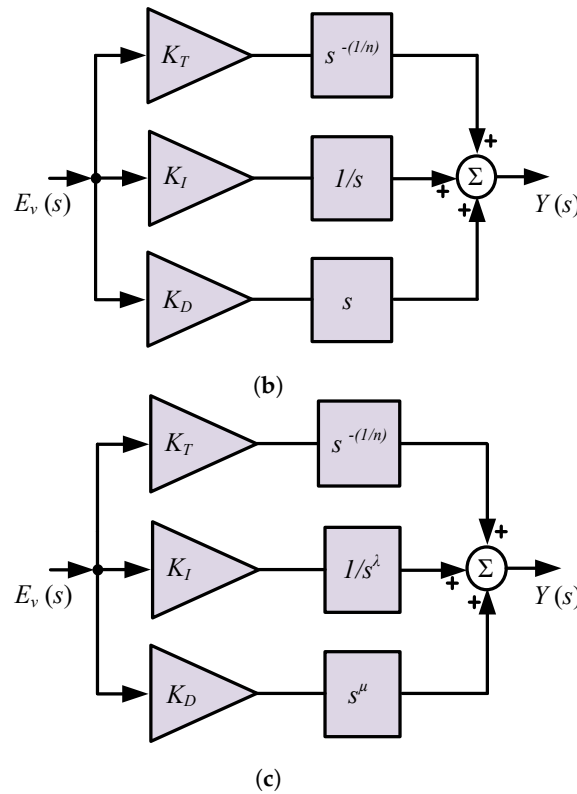 K_T
s^{-(1/n)}
+
E_v (s)
K_I
1/s
+
Σ
Y (s)
+
K_D
s
(b)
K_T
s^{-(1/n)}
+
E_v (s)
K_I
1/s^λ
+
Σ
Y (s)
+
K_D
s^μ
(c)